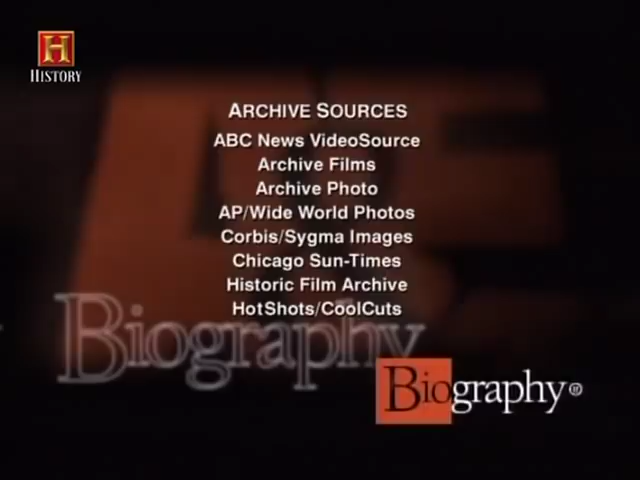 H
HISTORY
ARCHIVE SOURCES
ABC News VideoSource
Archive Films
Archive Photo
AP/Wide World Photos
Corbis/Sygma Images
Chicago Sun-Times
Historic Film Archive
HotShots/CoolCuts
Biography
Biography®